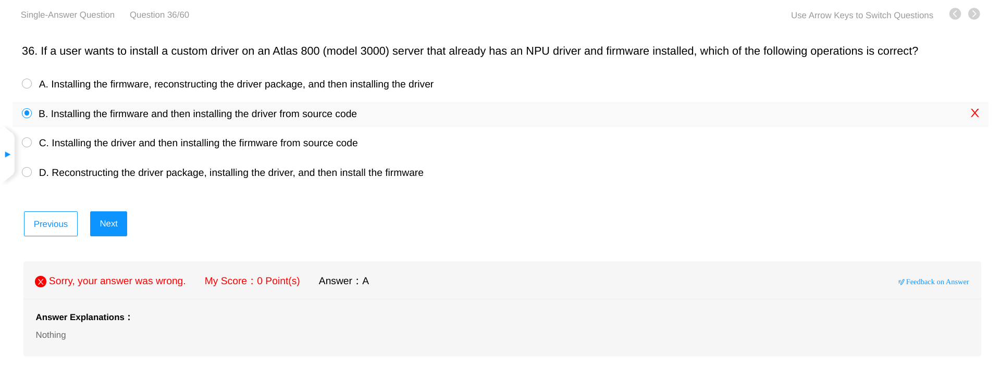 Single-Answer Question Question 36/60 Use Arrow Keys to Switch Questions
36. If a user wants to install a custom driver on an Atlas 800 (model 3000) server that already has an NPU driver and firmware installed, which of the following operations is correct?
A. Installing the firmware, reconstructing the driver package, and then installing the driver
B. Installing the firmware and then installing the driver from source code
C. Installing the driver and then installing the firmware from source code
D. Reconstructing the driver package, installing the driver, and then install the firmware
Previous Next
Sorry, your answer was wrong. My Score：0 Point(s) Answer：A Feedback on Answer
Answer Explanations：
Nothing